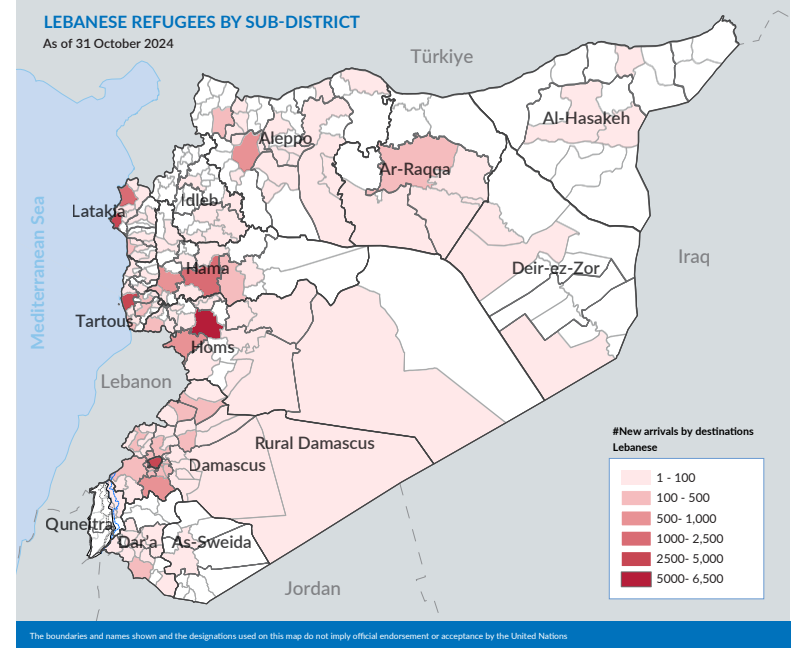 LEBANESE REFUGEES BY SUB-DISTRICT
As of 31 October 2024
Türkiye
Al-Hasakeh
Aleppo
Ar-Raqqa
Idleb
Latakia
Mediterranean Sea
Iraq
Hama
Deir-ez-Zor
Tartous
Homs
Lebanon
Rural Damascus
Damascus
Quneitra
Dar'a
As-Sweida
Jordan
#New arrivals by destinations
Lebanese
1 - 100
100 - 500
500- 1,000
1000- 2,500
2500- 5,000
5000- 6,500
The boundaries and names shown and the designations used on this map do not imply official endorsement or acceptance by the United Nations